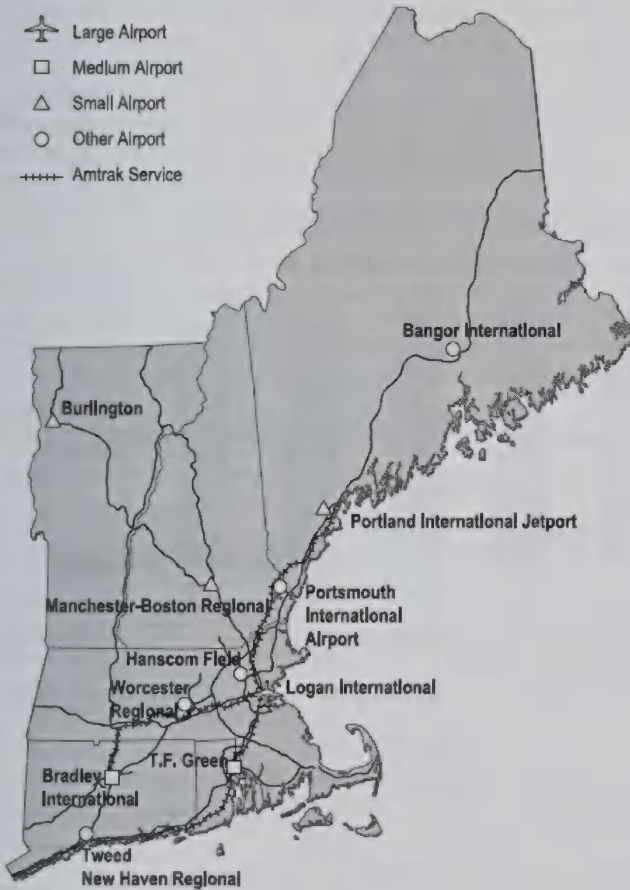 Large Airport
Medium Airport
Small Airport
Other Airport
Amtrak Service
Bangor International
Burlington
Portland International Jetport
Manchester-Boston Regional
Portsmouth
International
Airport
Hanscom Field
Logan International
Worcester
Regional
T.F. Green
Bradley
International
Tweed
New Haven Regional